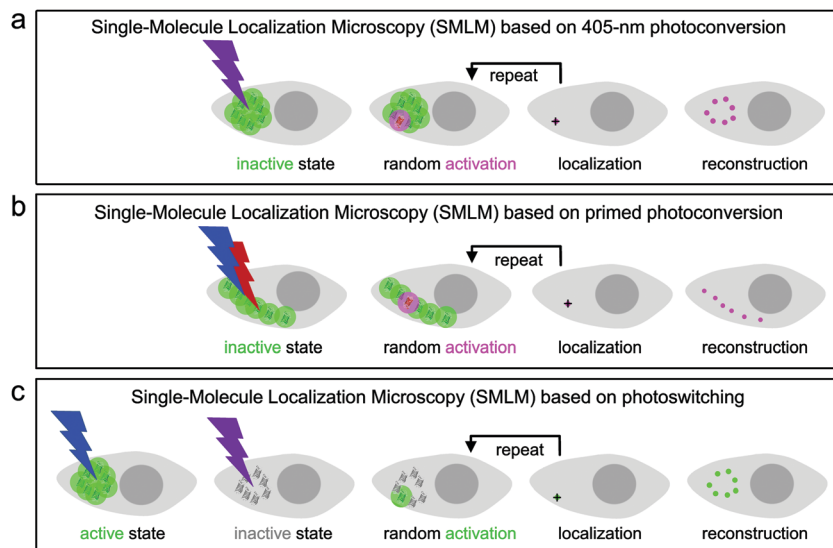 a
Single-Molecule Localization Microscopy (SMLM) based on 405-nm photoconversion
repeat
inactive state
random activation
localization
reconstruction
b
Single-Molecule Localization Microscopy (SMLM) based on primed photoconversion
repeat
inactive state
random activation
localization
reconstruction
c
Single-Molecule Localization Microscopy (SMLM) based on photoswitching
repeat
active state
inactive state
random activation
localization
reconstruction